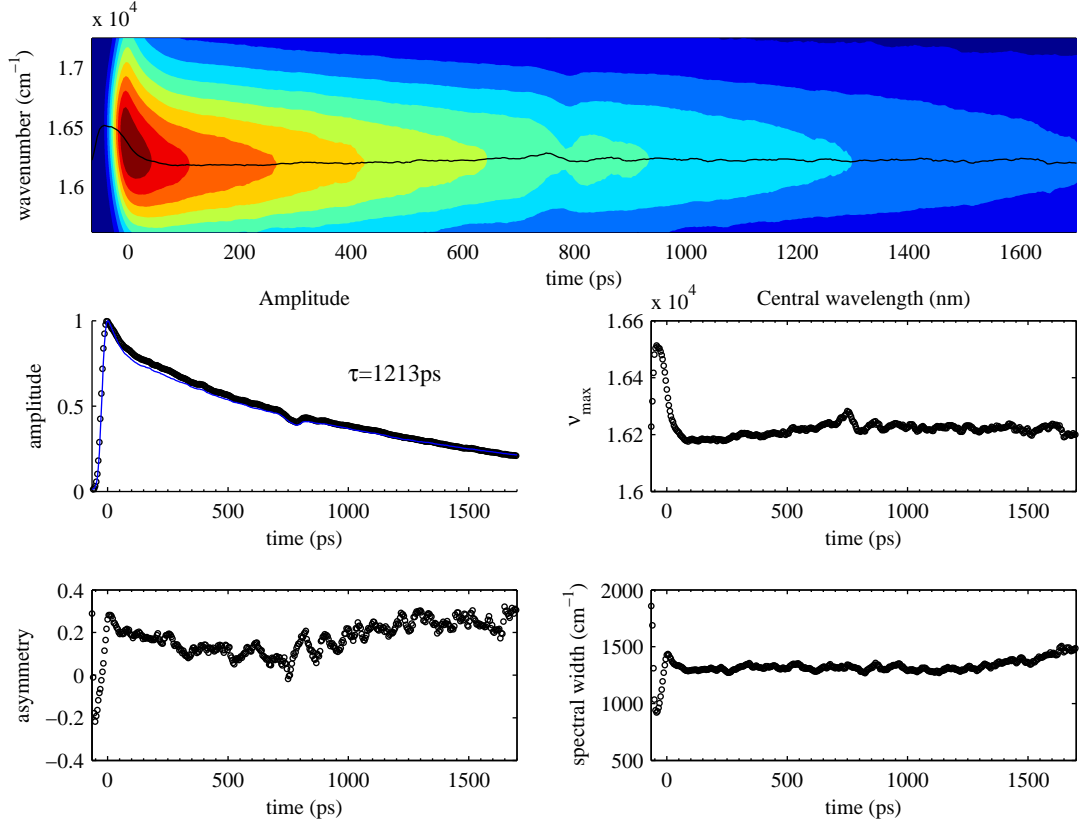 x 10⁴
1.7
1.65
1.6
wavenumber (cm⁻¹)
0 200 400 600 800 1000 1200 1400 1600
time (ps)
Amplitude
1
0.5
0
amplitude
τ=1213ps
0 500 1000 1500
time (ps)
x 10⁴
Central wavelength (nm)
1.66
1.64
1.62
1.6
ν_max
0 500 1000 1500
time (ps)
0.4
0.2
0
−0.2
−0.4
asymmetry
0 500 1000 1500
time (ps)
2000
1500
1000
500
spectral width (cm⁻¹)
0 500 1000 1500
time (ps)